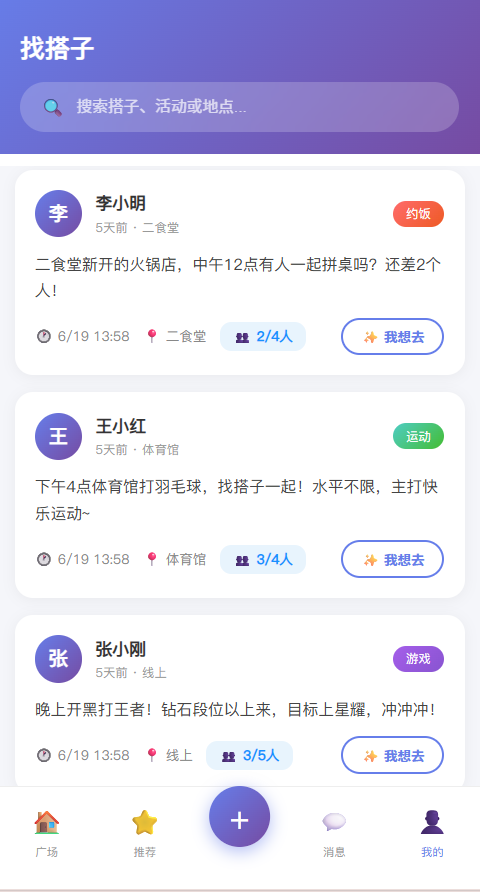 找搭子
搜索搭子、活动或地点...
李
李小明
5天前 · 二食堂
约饭
二食堂新开的火锅店，中午12点有人一起拼桌吗？还差2个
人！
6/19 13:58 二食堂 2/4人 我想去
王
王小红
5天前 · 体育馆
运动
下午4点体育馆打羽毛球，找搭子一起！水平不限，主打快
乐运动~
6/19 13:58 体育馆 3/4人 我想去
张
张小刚
5天前 · 线上
游戏
晚上开黑打王者！钻石段位以上来，目标上星耀，冲冲冲！
6/19 13:58 线上 3/5人 我想去
+
广场 推荐 消息 我的